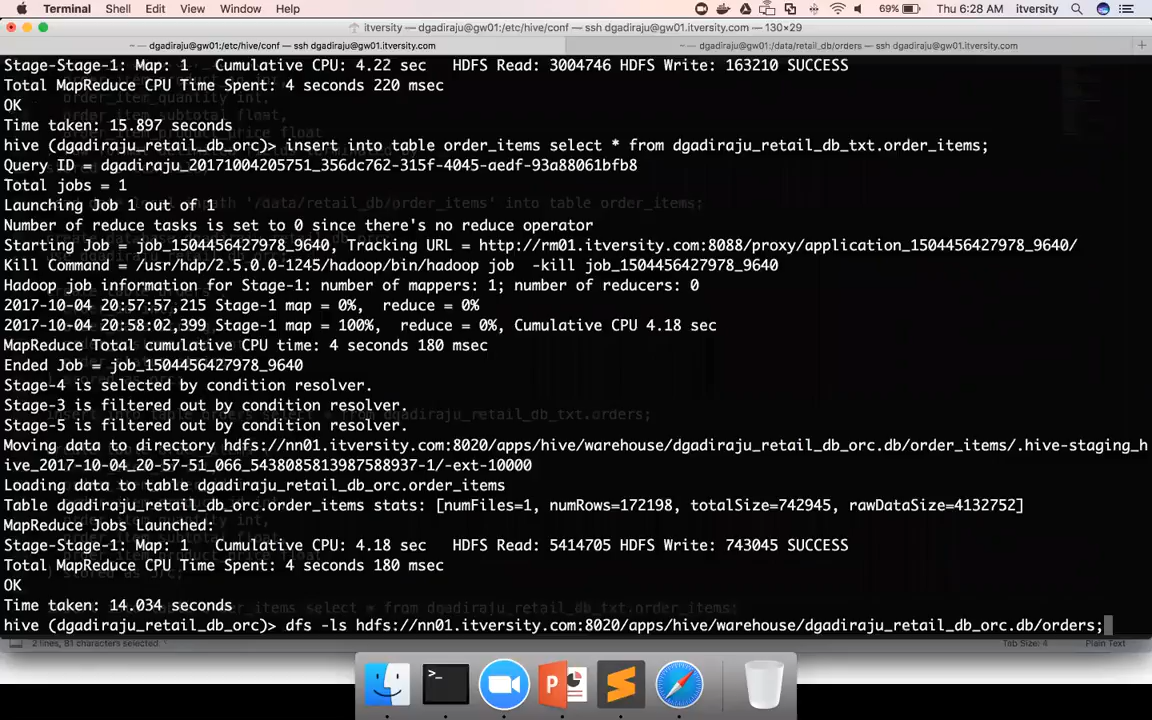 Terminal Shell Edit View Window Help 69% Thu 6:28 AM itversity
itversity — dgadiraju@gw01:/etc/hive/conf — ssh dgadiraju@gw01.itversity.com — 130×29
~ — dgadiraju@gw01:/etc/hive/conf — ssh dgadiraju@gw01.itversity.com
~ — dgadiraju@gw01:/data/retail_db/orders — ssh dgadiraju@gw01.itversity.com
Stage-Stage-1: Map: 1   Cumulative CPU: 4.22 sec   HDFS Read: 3004746 HDFS Write: 163210 SUCCESS
Total MapReduce CPU Time Spent: 4 seconds 220 msec
OK
Time taken: 15.897 seconds
hive (dgadiraju_retail_db_orc)> insert into table order_items select * from dgadiraju_retail_db_txt.order_items;
Query ID = dgadiraju_20171004205751_356dc762-315f-4045-aedf-93a88061bfb8
Total jobs = 1
Launching Job 1 out of 1
Number of reduce tasks is set to 0 since there's no reduce operator
Starting Job = job_1504456427978_9640, Tracking URL = http://rm01.itversity.com:8088/proxy/application_1504456427978_9640/
Kill Command = /usr/hdp/2.5.0.0-1245/hadoop/bin/hadoop job  -kill job_1504456427978_9640
Hadoop job information for Stage-1: number of mappers: 1; number of reducers: 0
2017-10-04 20:57:57,215 Stage-1 map = 0%,  reduce = 0%
2017-10-04 20:58:02,399 Stage-1 map = 100%,  reduce = 0%, Cumulative CPU 4.18 sec
MapReduce Total cumulative CPU time: 4 seconds 180 msec
Ended Job = job_1504456427978_9640
Stage-4 is selected by condition resolver.
Stage-3 is filtered out by condition resolver.
Stage-5 is filtered out by condition resolver.
Moving data to directory hdfs://nn01.itversity.com:8020/apps/hive/warehouse/dgadiraju_retail_db_orc.db/order_items/.hive-staging_h
ive_2017-10-04_20-57-51_066_5438085813987588937-1/-ext-10000
Loading data to table dgadiraju_retail_db_orc.order_items
Table dgadiraju_retail_db_orc.order_items stats: [numFiles=1, numRows=172198, totalSize=742945, rawDataSize=4132752]
MapReduce Jobs Launched:
Stage-Stage-1: Map: 1   Cumulative CPU: 4.18 sec   HDFS Read: 5414705 HDFS Write: 743045 SUCCESS
Total MapReduce CPU Time Spent: 4 seconds 180 msec
OK
Time taken: 14.034 seconds
hive (dgadiraju_retail_db_orc)> dfs -ls hdfs://nn01.itversity.com:8020/apps/hive/warehouse/dgadiraju_retail_db_orc.db/orders;
2 lines, 81 characters selected
Tab Size: 4
Plain Text